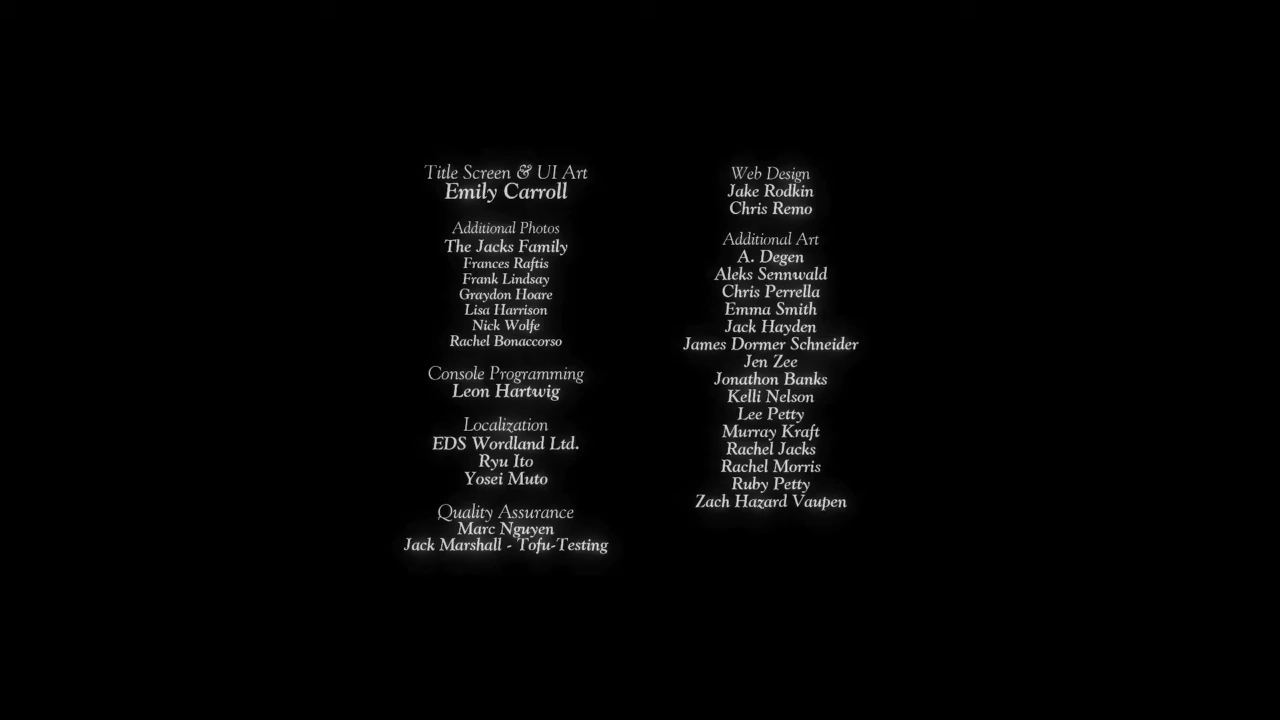 Title Screen & UI Art
Emily Carroll
Additional Photos
The Jacks Family
Frances Raftis
Frank Lindsay
Graydon Hoare
Lisa Harrison
Nick Wolfe
Rachel Bonaccorso
Console Programming
Leon Hartwig
Localization
EDS Wordland Ltd.
Ryu Ito
Yosei Muto
Quality Assurance
Marc Nguyen
Jack Marshall - Tofu-Testing
Web Design
Jake Rodkin
Chris Remo
Additional Art
A. Degen
Aleks Sennwald
Chris Perrella
Emma Smith
Jack Hayden
James Dormer Schneider
Jen Zee
Jonathon Banks
Kelli Nelson
Lee Petty
Murray Kraft
Rachel Jacks
Rachel Morris
Ruby Petty
Zach Hazard Vaupen